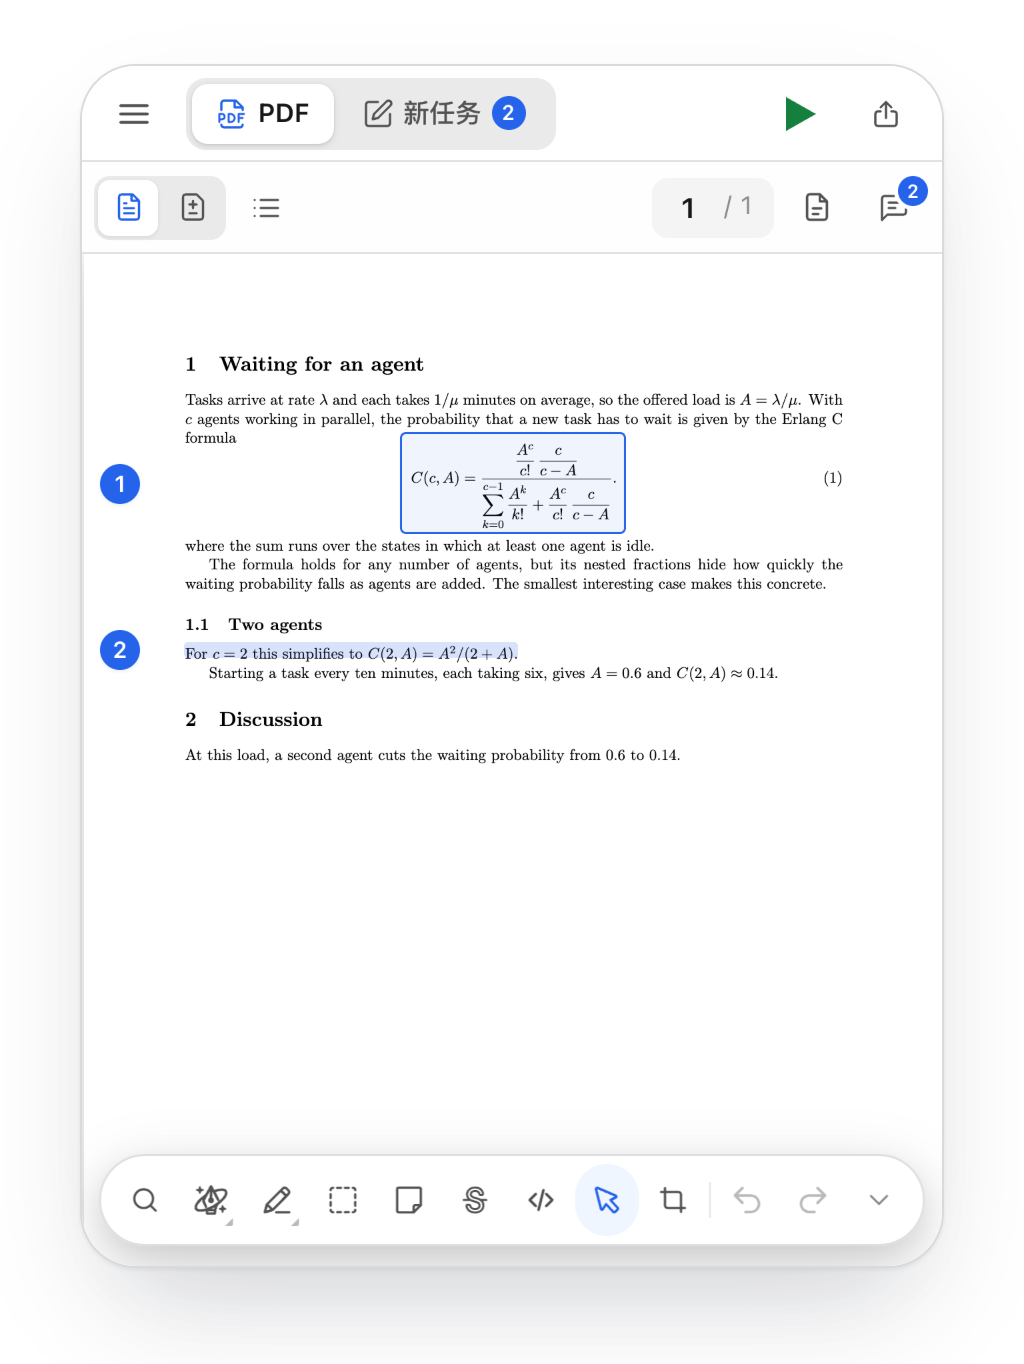 PDF 新任务 2
1 / 1 2
1 Waiting for an agent
Tasks arrive at rate λ and each takes 1/μ minutes on average, so the offered load is A = λ/μ. With
c agents working in parallel, the probability that a new task has to wait is given by the Erlang C
formula
1 C(c, A) = \frac{\frac{A^c}{c!} \frac{c}{c − A}}{\sum_{k=0}^{c−1} \frac{A^k}{k!} + \frac{A^c}{c!} \frac{c}{c − A}}. (1)
where the sum runs over the states in which at least one agent is idle.
The formula holds for any number of agents, but its nested fractions hide how quickly the
waiting probability falls as agents are added. The smallest interesting case makes this concrete.
1.1 Two agents
2 For c = 2 this simplifies to C(2, A) = A²/(2 + A).
Starting a task every ten minutes, each taking six, gives A = 0.6 and C(2, A) ≈ 0.14.
2 Discussion
At this load, a second agent cuts the waiting probability from 0.6 to 0.14.